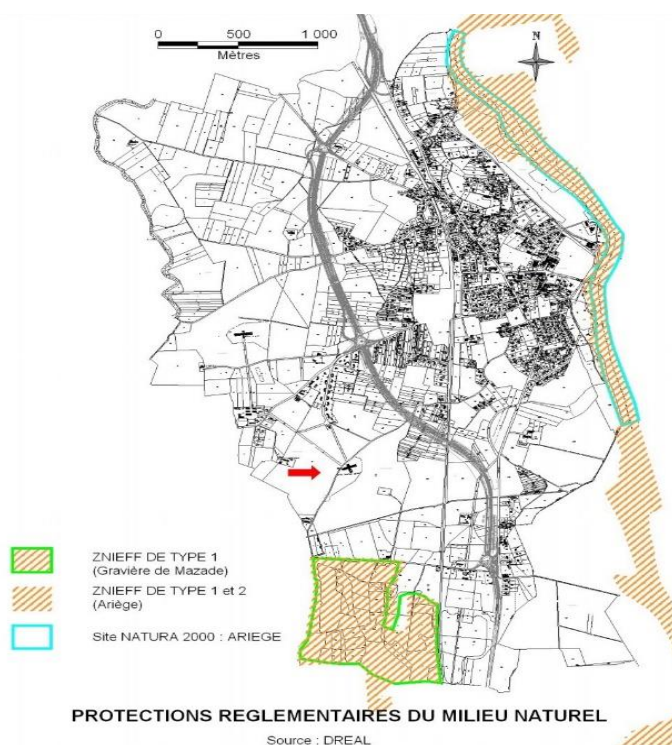 0 500 1 000
Mètres
N
ZNIEFF DE TYPE 1
(Gravière de Mazade)
ZNIEFF DE TYPE 1 et 2
(Ariège)
Site NATURA 2000 : ARIEGE
PROTECTIONS REGLEMENTAIRES DU MILIEU NATUREL
Source : DREAL